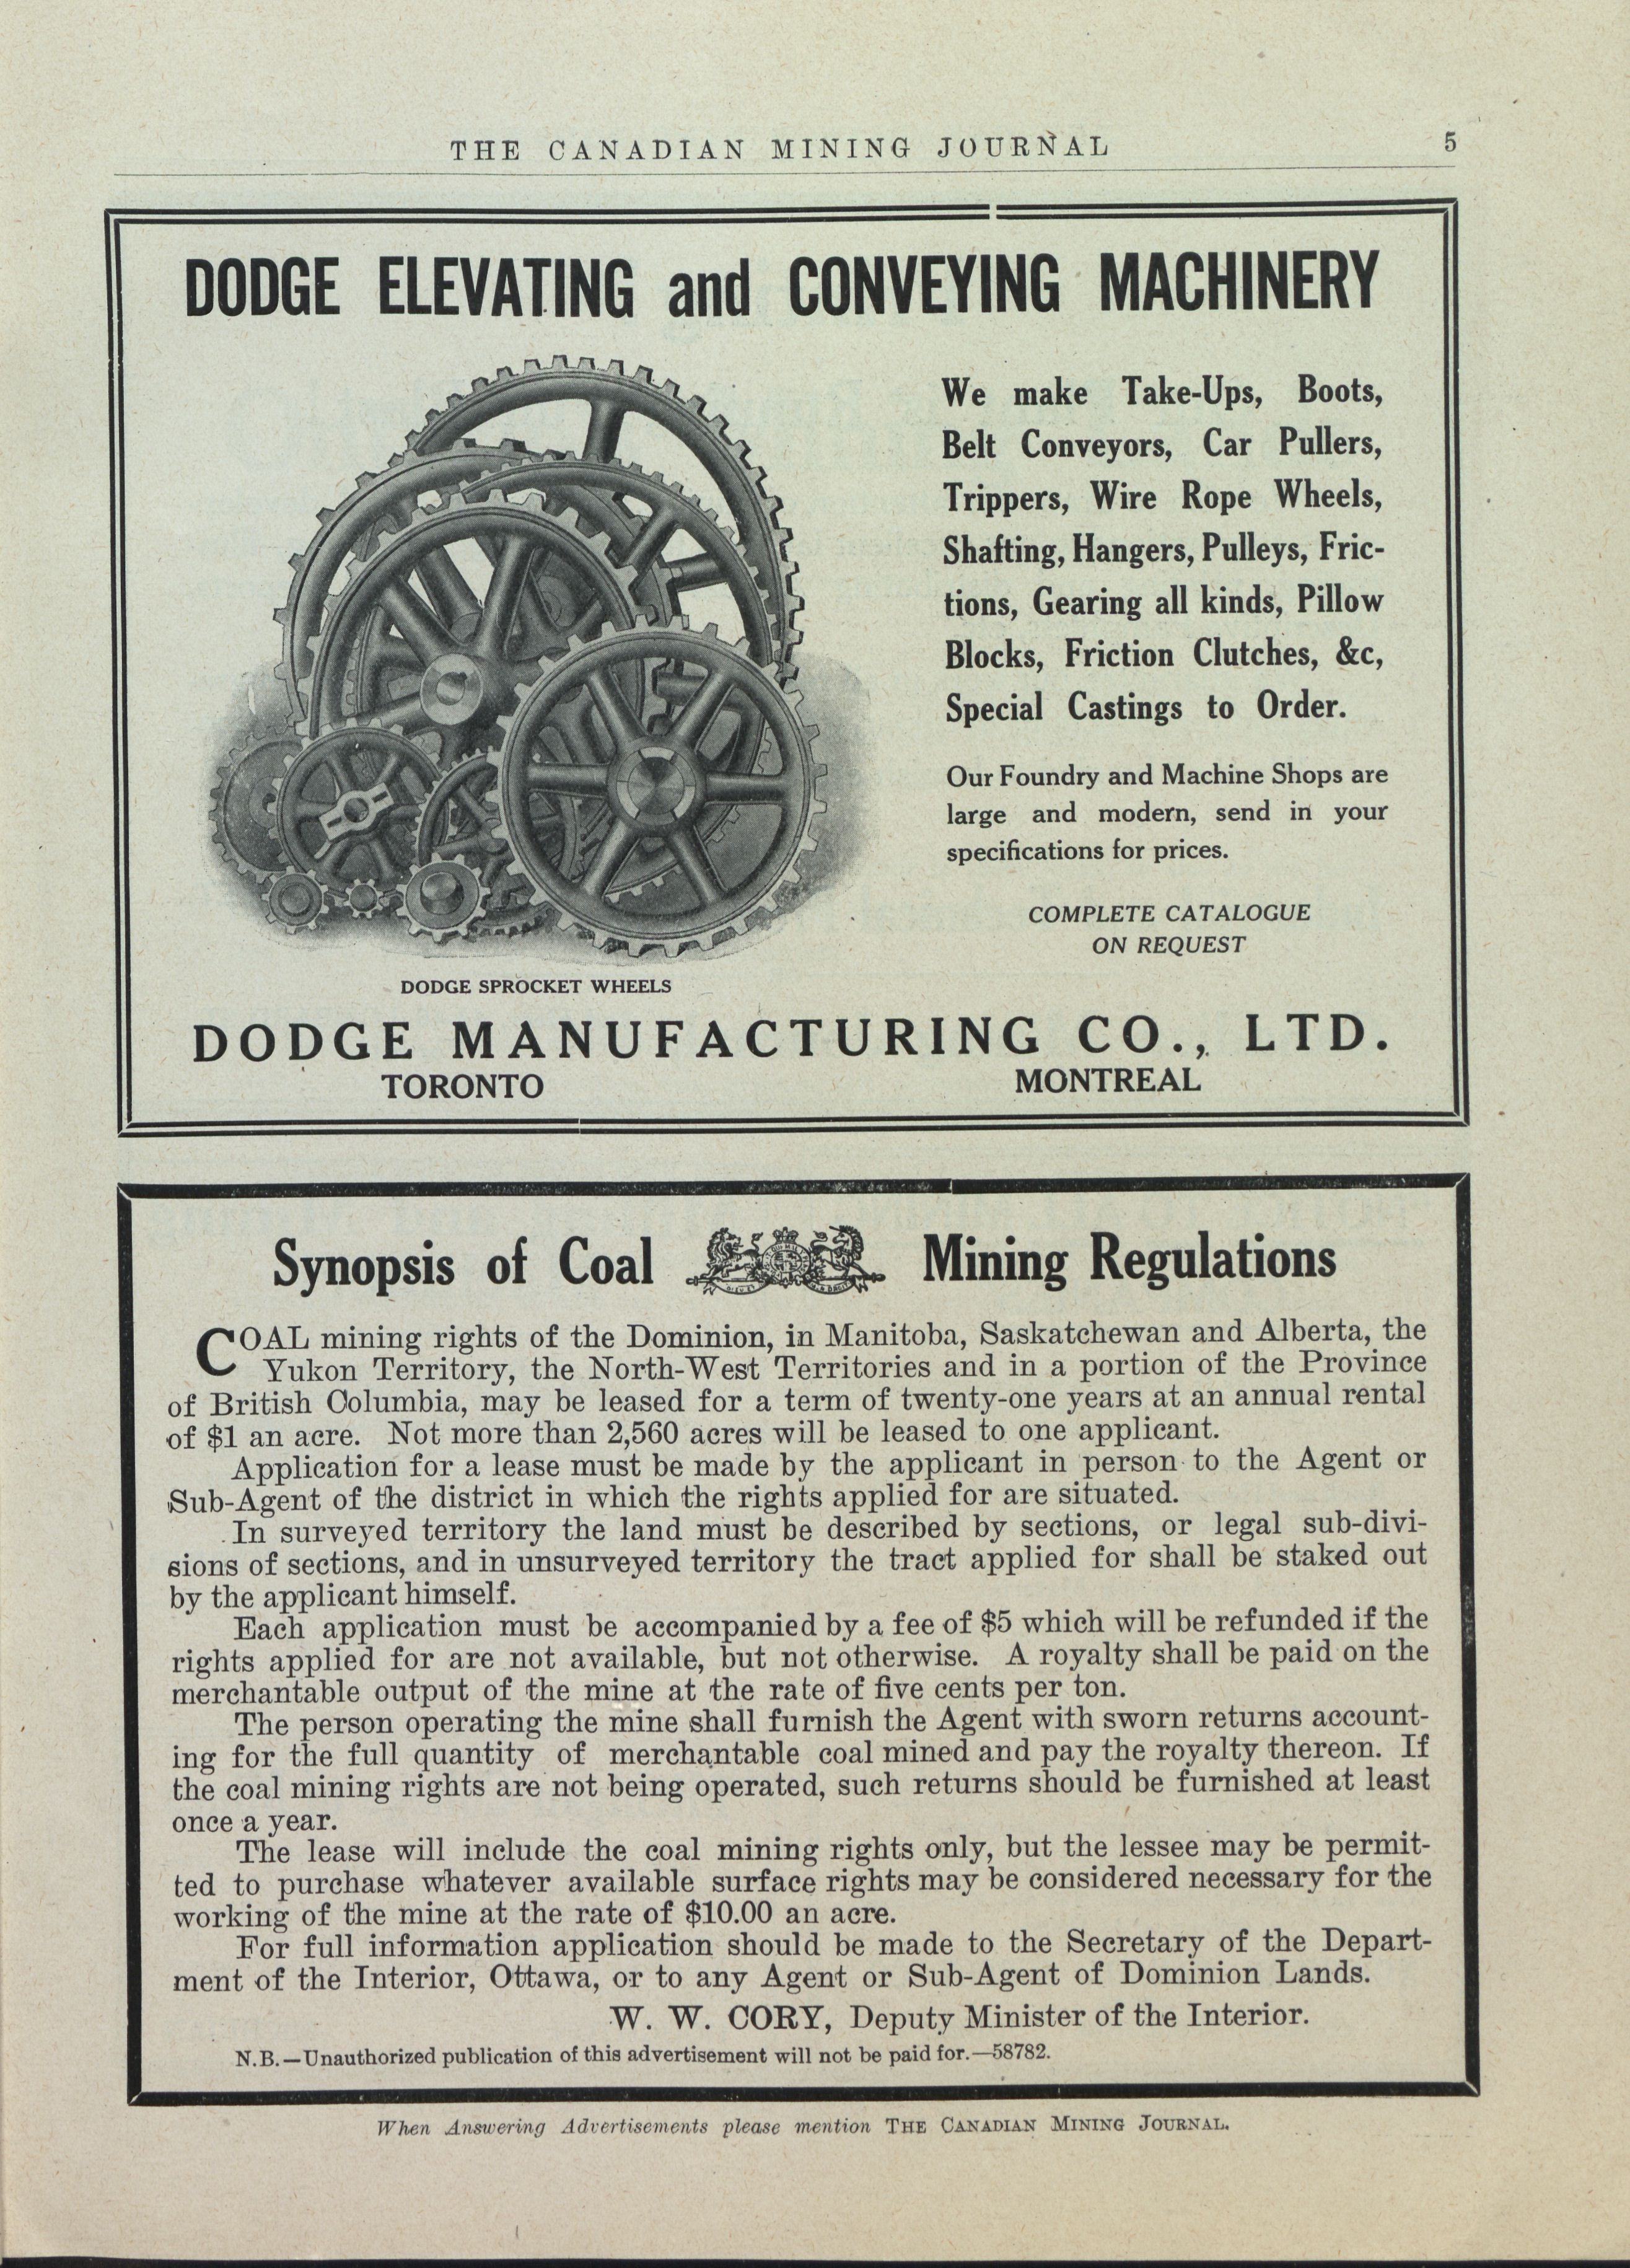 THE CANADIAN MINING JOURNAL 5
DODGE ELEVATING and CONVEYING MACHINERY
We make Take-Ups, Boots,
Belt Conveyors, Car Pullers,
Trippers, Wire Rope Wheels,
Shafting, Hangers, Pulleys, Fric-
tions, Gearing all kinds, Pillow
Blocks, Friction Clutches, &c,
Special Castings to Order.
Our Foundry and Machine Shops are
large and modern, send in your
specifications for prices.
COMPLETE CATALOGUE
ON REQUEST
DODGE SPROCKET WHEELS
DODGE MANUFACTURING CO., LTD.
TORONTO MONTREAL
Synopsis of Coal Mining Regulations
COAL mining rights of the Dominion, in Manitoba, Saskatchewan and Alberta, the
Yukon Territory, the North-West Territories and in a portion of the Province
of British Columbia, may be leased for a term of twenty-one years at an annual rental
of $1 an acre. Not more than 2,560 acres will be leased to one applicant.
Application for a lease must be made by the applicant in person to the Agent or
Sub-Agent of the district in which the rights applied for are situated.
In surveyed territory the land must be described by sections, or legal sub-divi-
sions of sections, and in unsurveyed territory the tract applied for shall be staked out
by the applicant himself.
Each application must be accompanied by a fee of $5 which will be refunded if the
rights applied for are not available, but not otherwise. A royalty shall be paid on the
merchantable output of the mine at the rate of five cents per ton.
The person operating the mine shall furnish the Agent with sworn returns account-
ing for the full quantity of merchantable coal mined and pay the royalty thereon. If
the coal mining rights are not being operated, such returns should be furnished at least
once a year.
The lease will include the coal mining rights only, but the lessee may be permit-
ted to purchase whatever available surface rights may be considered necessary for the
working of the mine at the rate of $10.00 an acre.
For full information application should be made to the Secretary of the Depart-
ment of the Interior, Ottawa, or to any Agent or Sub-Agent of Dominion Lands.
W. W. CORY, Deputy Minister of the Interior.
N.B.—Unauthorized publication of this advertisement will not be paid for.—58782.
When Answering Advertisements please mention THE CANADIAN MINING JOURNAL.